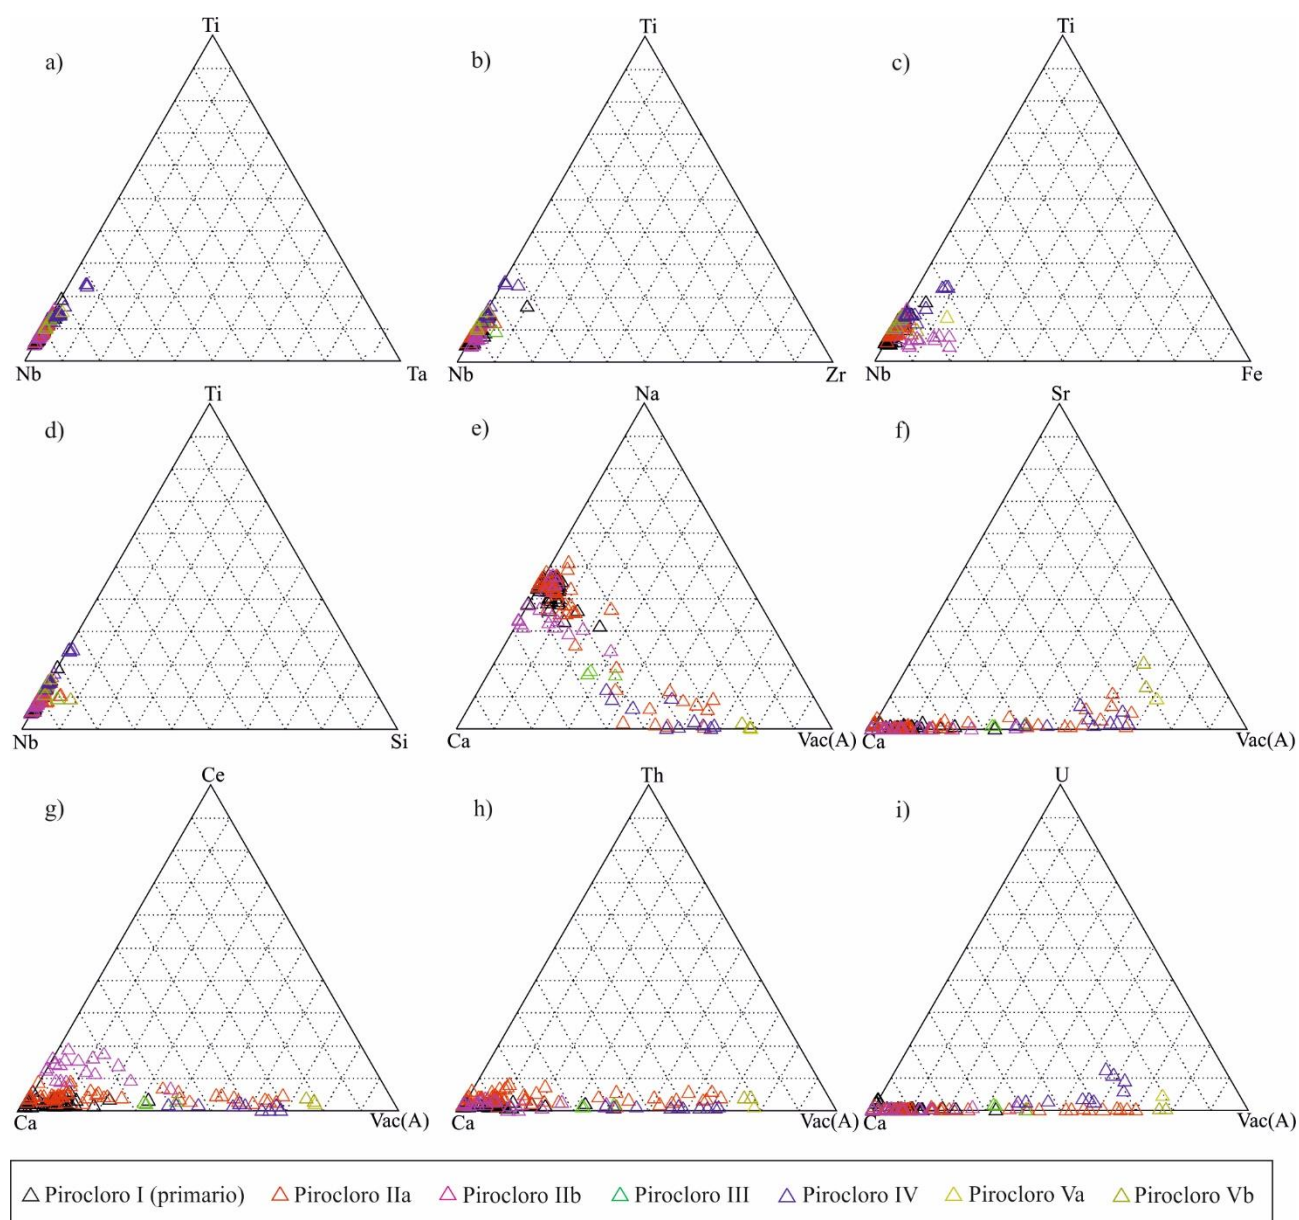 Ti Ti Ti
a) b) c)
Nb Ta Nb Zr Nb Fe
Ti Na Sr
d) e) f)
Nb Si Ca Vac(A) Ca Vac(A)
Ce Th U
g) h) i)
Ca Vac(A) Ca Vac(A) Ca Vac(A)
Pirocloro I (primario) Pirocloro IIa Pirocloro IIb Pirocloro III Pirocloro IV Pirocloro Va Pirocloro Vb